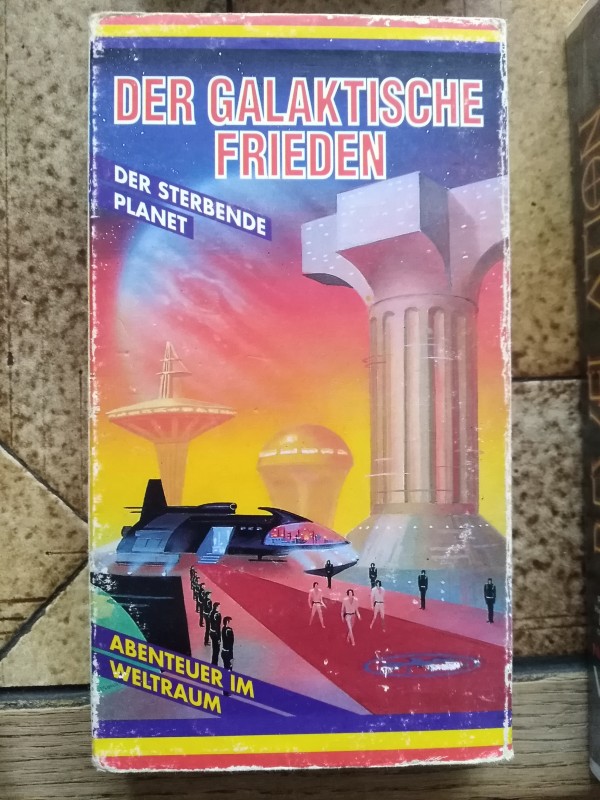 DER GALAKTISCHE
FRIEDEN
DER STERBENDE
PLANET
ABENTEUER IM
WELTRAUM